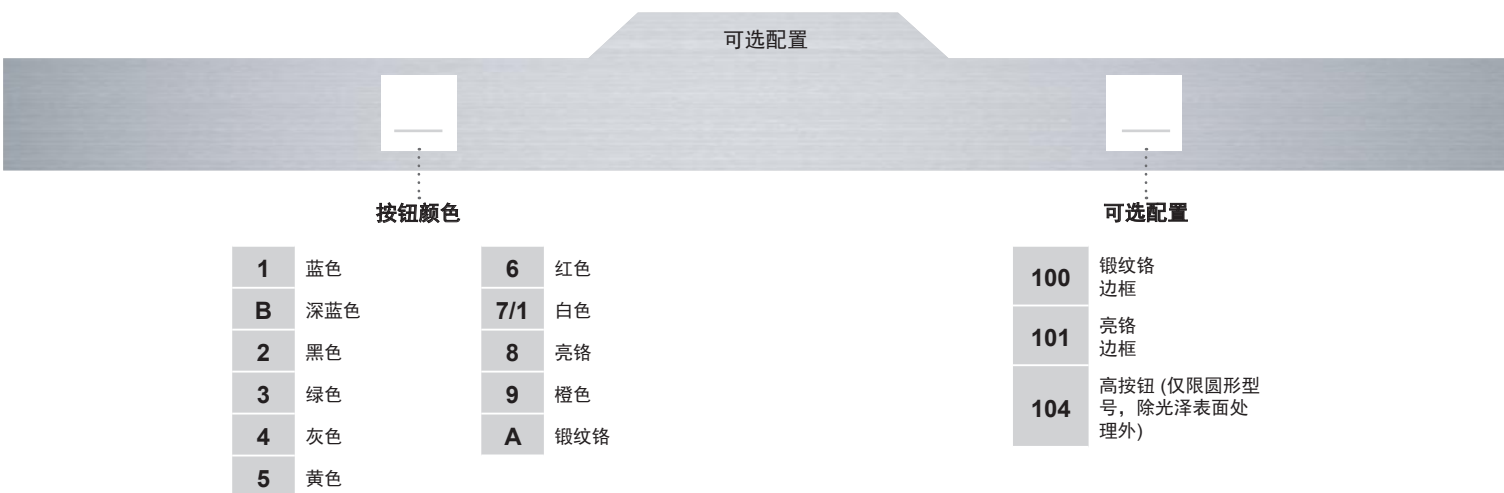 可选配置
按钮颜色
1 蓝色
B 深蓝色
2 黑色
3 绿色
4 灰色
5 黄色
6 红色
7/1 白色
8 亮铬
9 橙色
A 锻纹铬
可选配置
100 锻纹铬
边框
101 亮铬
边框
104 高按钮 (仅限圆形型
号，除光泽表面处
理外)